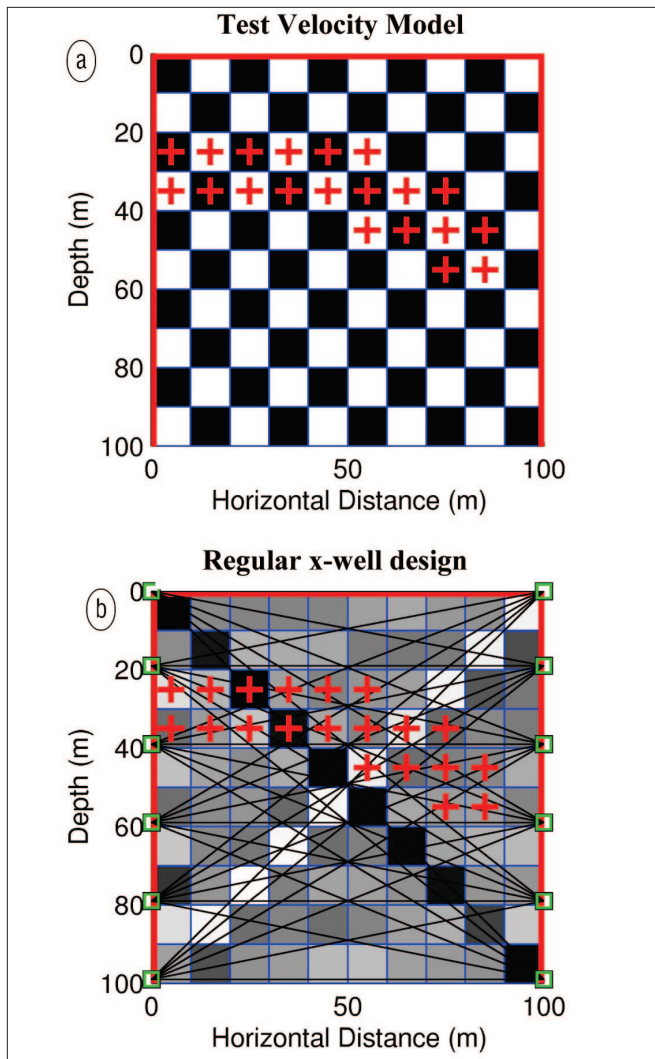 Test Velocity Model
a
0
20
40
60
80
100
Depth (m)
0 50 100
Horizontal Distance (m)
Regular x-well design
b
0
20
40
60
80
100
Depth (m)
0 50 100
Horizontal Distance (m)